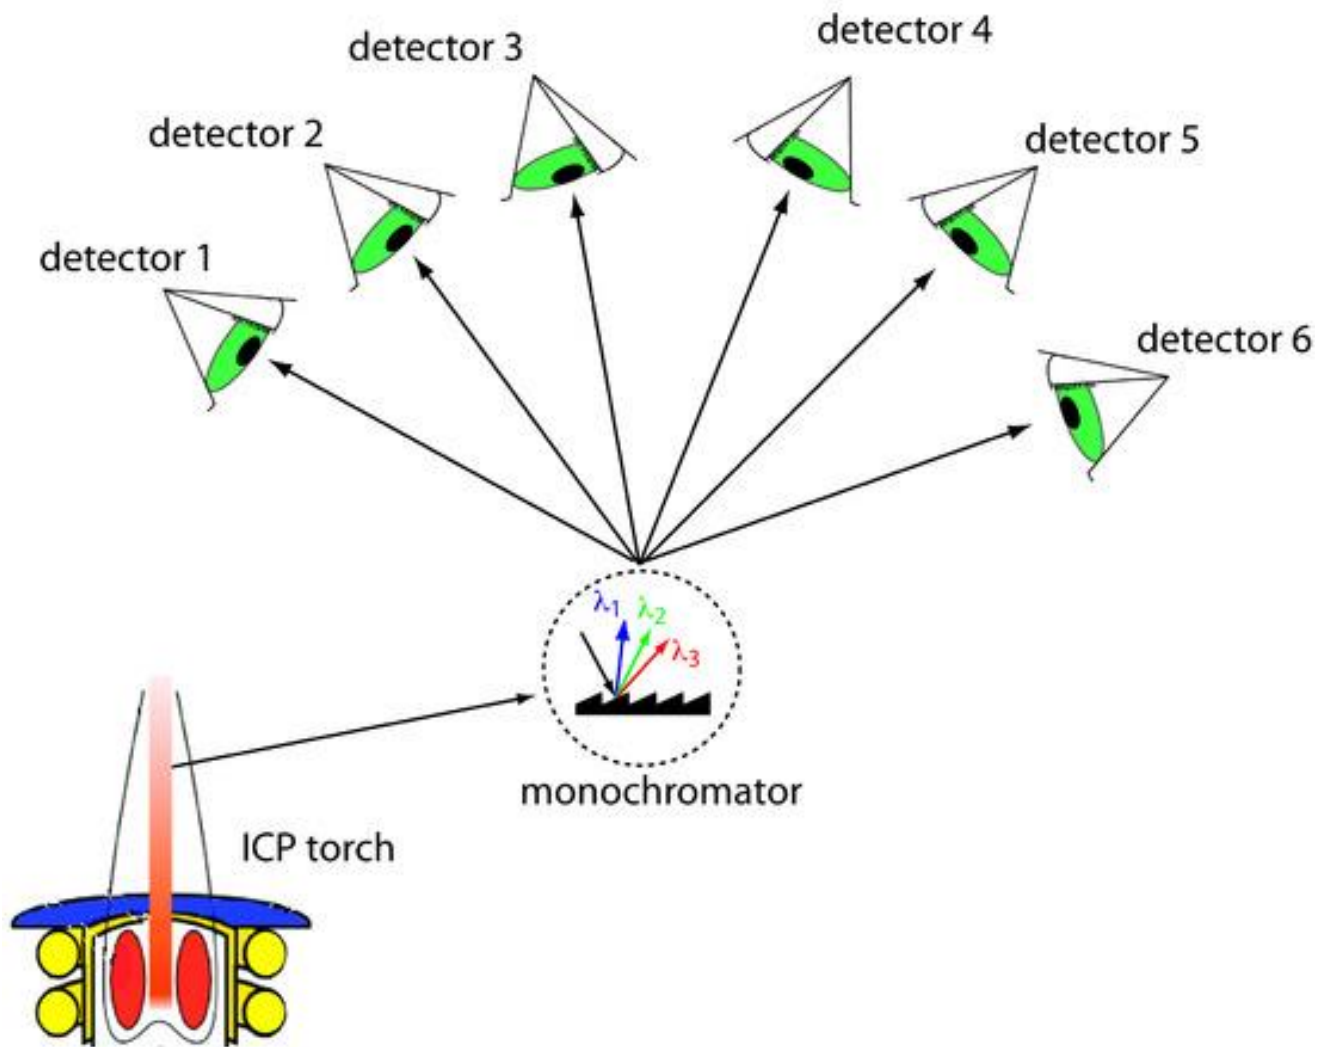 detector 3
detector 4
detector 2
detector 5
detector 1
detector 6
λ1
λ2
λ3
monochromator
ICP torch